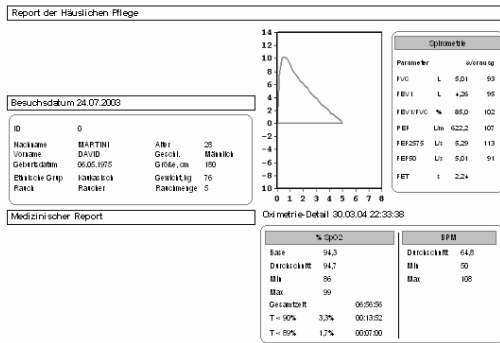 Report der Häuslichen Pflege
Besuchsdatum 24.07.2003
ID 0
Nachname MARTINI Alter 28
Vorname DAVID Geschl. Männlich
Geburtsdatum 06.05.1975 Größe, cm 180
Ethnische Grup Kaukasisch Gewicht, kg 76
Rauch Raucher Rauchmenge 5
Medizinischer Report
14
12
10
8
6
4
2
0
-2
-4
-6
-8
10
0 1 2 3 4 5 6 7 8
Spirometrie
Parameter %Vorausg
FVC L 5,01 93
FEV1 L 4,26 95
FEV1/FVC % 85,0 102
PEF L/m 622,2 107
FEF2575 L/s 5,29 113
FEF50 L/s 5,01 91
FET s 2,24
Oximetrie-Detail 30.03.04 22:33:38
% SpO2
Base 94,3
Durchschnitt 94,7
Min 86
Max 99
Gesamtzeit 06:56:56
T < 90% 3,3% 00:13:52
T < 89% 1,7% 00:07:00
BPM
Durchschnitt 64,8
Min 50
Max 108